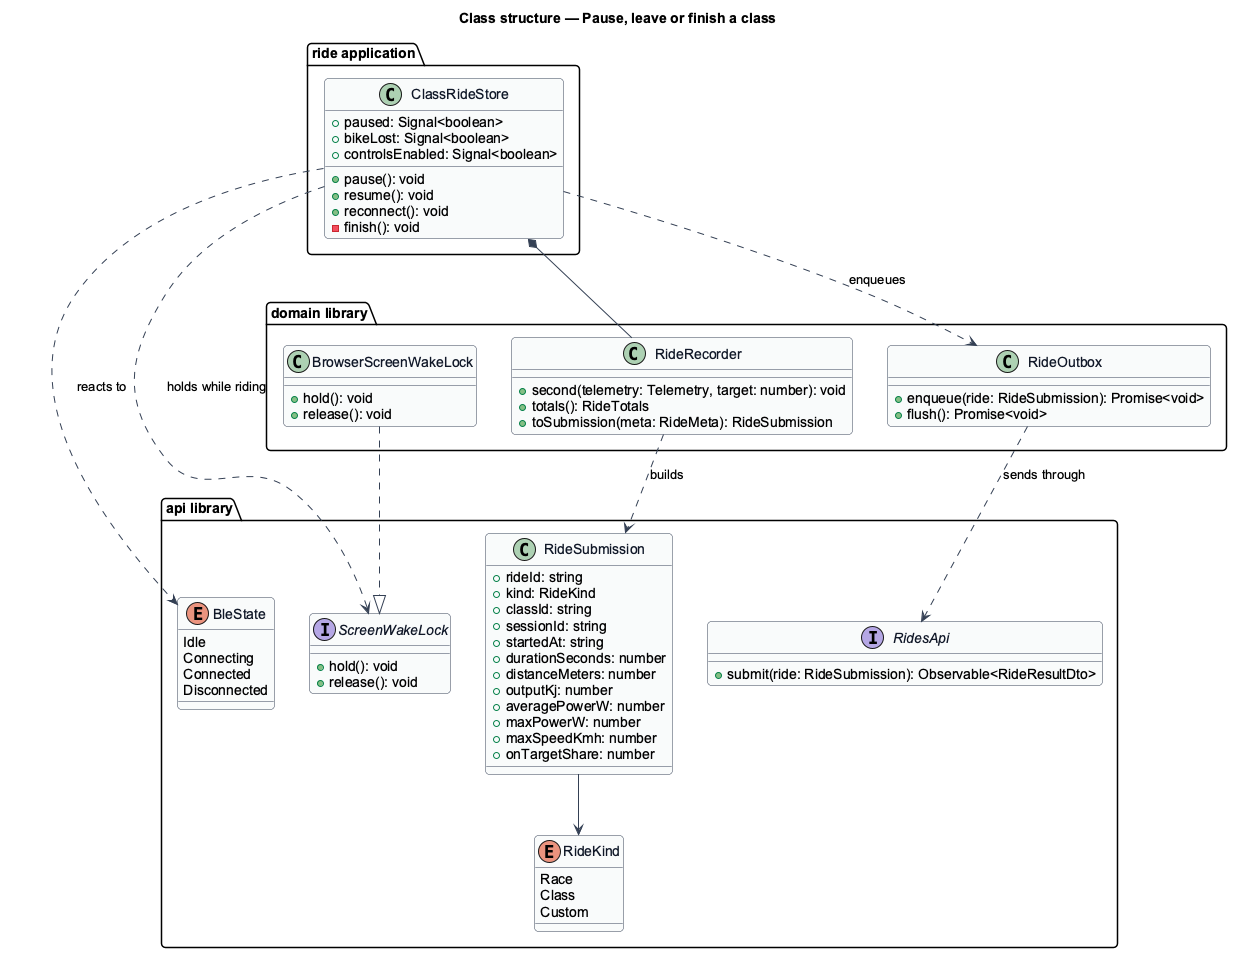 Class structure — Pause, leave or finish a class
ride application
C ClassRideStore
paused: Signal<boolean>
bikeLost: Signal<boolean>
controlsEnabled: Signal<boolean>
pause(): void
resume(): void
reconnect(): void
finish(): void
enqueues
domain library
C BrowserScreenWakeLock
hold(): void
release(): void
C RideRecorder
second(telemetry: Telemetry, target: number): void
totals(): RideTotals
toSubmission(meta: RideMeta): RideSubmission
C RideOutbox
enqueue(ride: RideSubmission): Promise<void>
flush(): Promise<void>
reacts to
holds while riding
builds
sends through
api library
E BleState
Idle
Connecting
Connected
Disconnected
I ScreenWakeLock
hold(): void
release(): void
C RideSubmission
rideId: string
kind: RideKind
classId: string
sessionId: string
startedAt: string
durationSeconds: number
distanceMeters: number
outputKj: number
averagePowerW: number
maxPowerW: number
maxSpeedKmh: number
onTargetShare: number
I RidesApi
submit(ride: RideSubmission): Observable<RideResultDto>
E RideKind
Race
Class
Custom